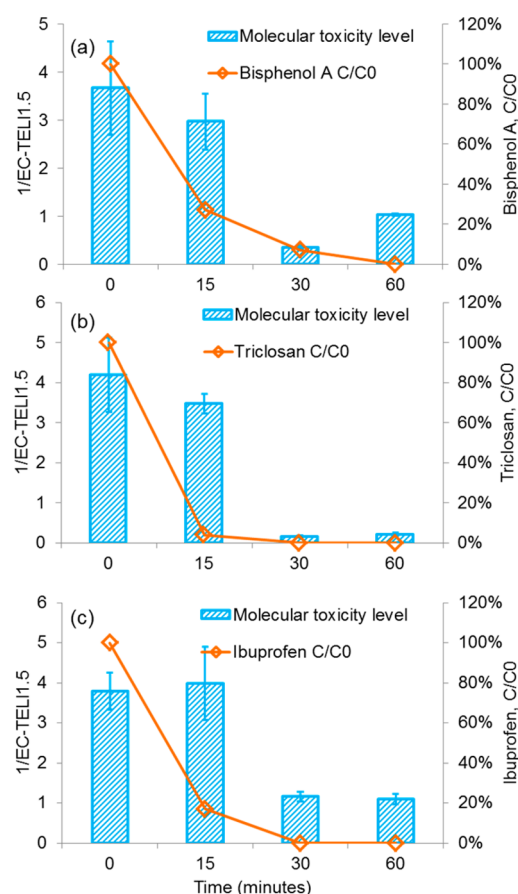 (a)
Molecular toxicity level
Bisphenol A C/C0
1/EC-TELI1.5
5
4
3
2
1
0
Bisphenol A, C/C0
120%
100%
80%
60%
40%
20%
0%
0 15 30 60
(b)
Molecular toxicity level
Triclosan C/C0
1/EC-TELI1.5
6
5
4
3
2
1
0
Triclosan, C/C0
120%
100%
80%
60%
40%
20%
0%
0 15 30 60
(c)
Molecular toxicity level
Ibuprofen C/C0
1/EC-TELI1.5
6
5
4
3
2
1
0
Ibuprofen, C/C0
120%
100%
80%
60%
40%
20%
0%
0 15 30 60
Time (minutes)